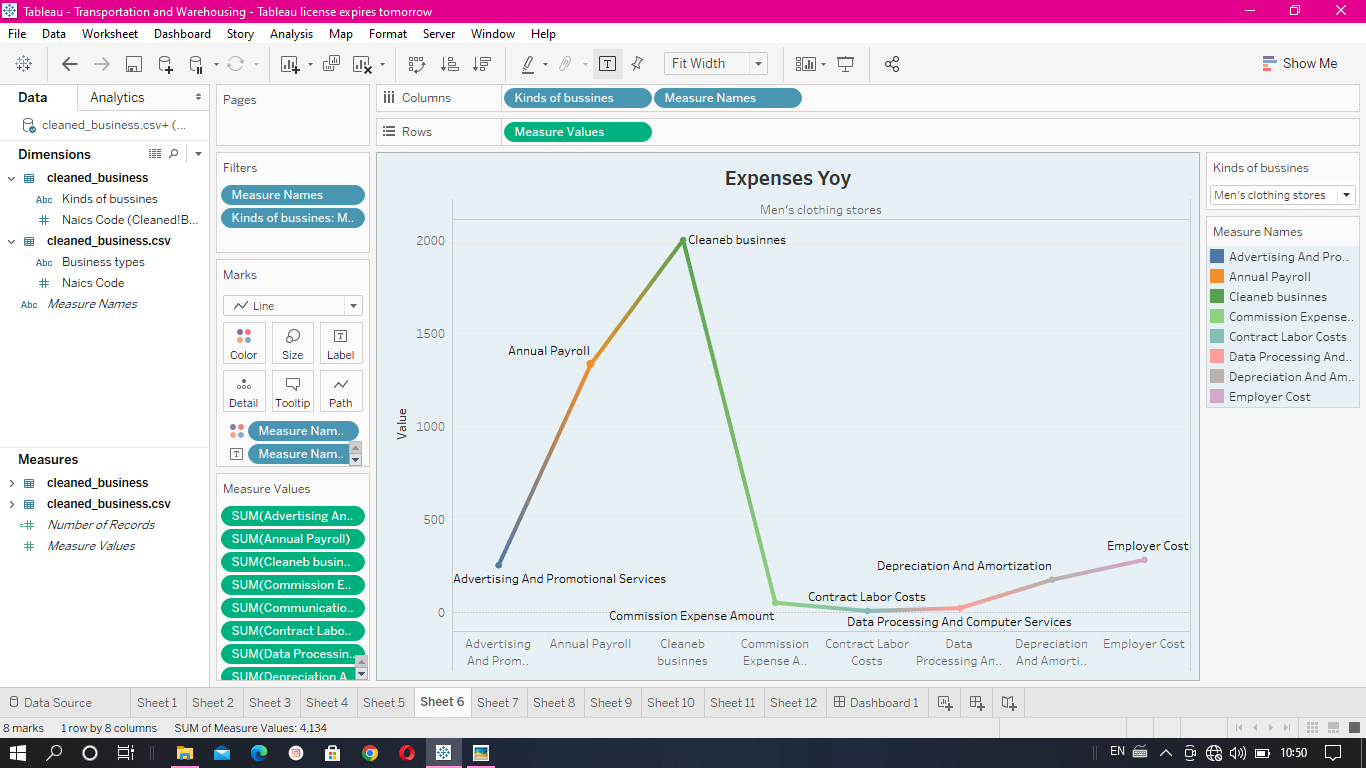 Tableau - Transportation and Warehousing - Tableau license expires tomorrow
File Data Worksheet Dashboard Story Analysis Map Format Server Window Help
Fit Width
Show Me
Data Analytics
cleaned_business.csv+ (...
Dimensions
cleaned_business
Abc Kinds of bussines
Naics Code (Cleaned!B...
cleaned_business.csv
Abc Business types
Naics Code
Abc Measure Names
Measures
cleaned_business
cleaned_business.csv
Number of Records
Measure Values
Pages
Filters
Measure Names
Kinds of bussines: M..
Marks
Line
Color Size Label
Detail Tooltip Path
Measure Nam..
Measure Nam..
Measure Values
SUM(Advertising An..
SUM(Annual Payroll)
SUM(Cleaneb busin..
SUM(Commission E..
SUM(Communicatio..
SUM(Contract Labo..
SUM(Data Processin..
SUM(Depreciation A..
Columns Kinds of bussines Measure Names
Rows Measure Values
Expenses Yoy
Men's clothing stores
Value
2000
1500
1000
500
0
Cleaneb businnes
Annual Payroll
Employer Cost
Depreciation And Amortization
Advertising And Promotional Services
Contract Labor Costs
Commission Expense Amount
Data Processing And Computer Services
Advertising And Prom..
Annual Payroll
Cleaneb businnes
Commission Expense A..
Contract Labor Costs
Data Processing An..
Depreciation And Amorti..
Employer Cost
Kinds of bussines
Men's clothing stores
Measure Names
Advertising And Pro..
Annual Payroll
Cleaneb businnes
Commission Expense..
Contract Labor Costs
Data Processing And..
Depreciation And Am..
Employer Cost
Data Source Sheet 1 Sheet 2 Sheet 3 Sheet 4 Sheet 5 Sheet 6 Sheet 7 Sheet 8 Sheet 9 Sheet 10 Sheet 11 Sheet 12 Dashboard 1
8 marks 1 row by 8 columns SUM of Measure Values: 4,134
EN 10:50